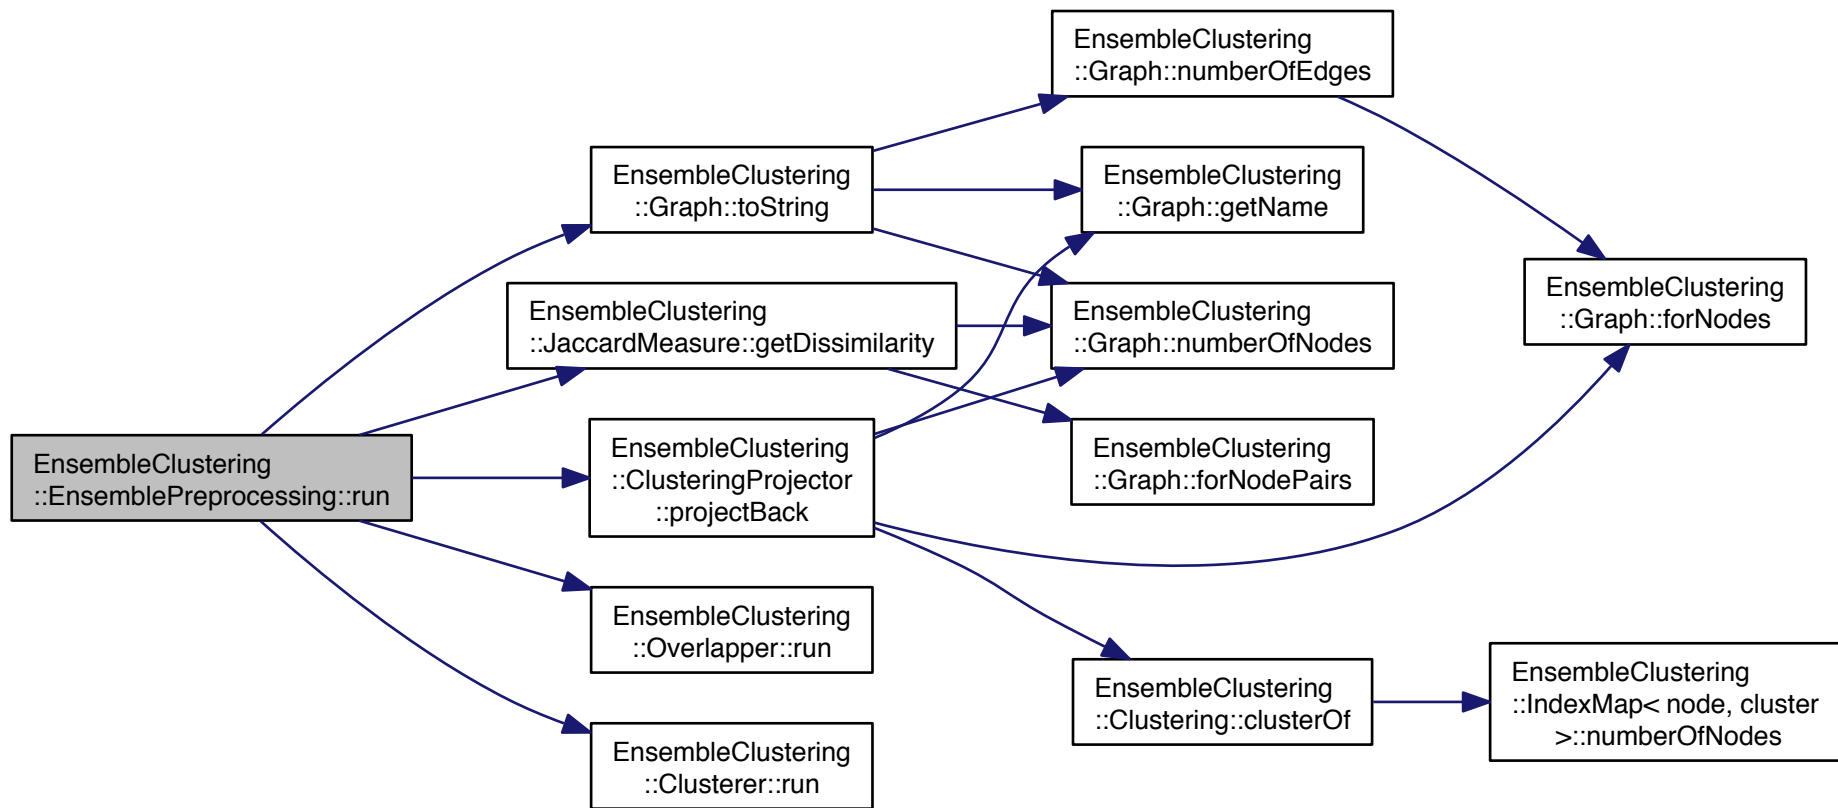 EnsembleClustering
::EnsemblePreprocessing::run
EnsembleClustering
::Graph::toString
EnsembleClustering
::JaccardMeasure::getDissimilarity
EnsembleClustering
::ClusteringProjector
::projectBack
EnsembleClustering
::Overlapper::run
EnsembleClustering
::Clusterer::run
EnsembleClustering
::Graph::numberOfEdges
EnsembleClustering
::Graph::getName
EnsembleClustering
::Graph::numberOfNodes
EnsembleClustering
::Graph::forNodePairs
EnsembleClustering
::Clustering::clusterOf
EnsembleClustering
::Graph::forNodes
EnsembleClustering
::IndexMap< node, cluster
>::numberOfNodes